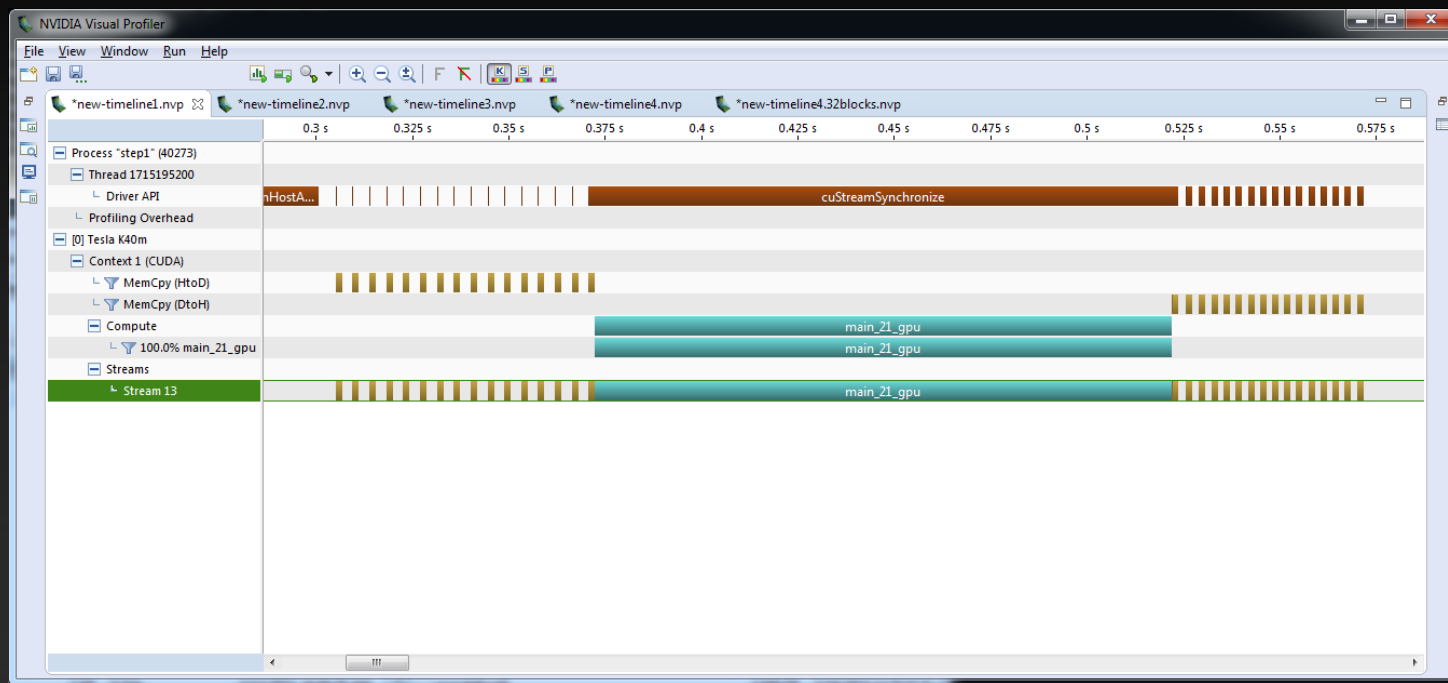 NVIDIA Visual Profiler
File View Window Run Help
K S P
*new-timeline1.nvp *new-timeline2.nvp *new-timeline3.nvp *new-timeline4.nvp *new-timeline4.32blocks.nvp
0.3 s 0.325 s 0.35 s 0.375 s 0.4 s 0.425 s 0.45 s 0.475 s 0.5 s 0.525 s 0.55 s 0.575 s
Process "step1" (40273)
Thread 1715195200
Driver API nHostA... cuStreamSynchronize
Profiling Overhead
[0] Tesla K40m
Context 1 (CUDA)
MemCpy (HtoD)
MemCpy (DtoH)
Compute main_21_gpu
100.0% main_21_gpu main_21_gpu
Streams
Stream 13 main_21_gpu